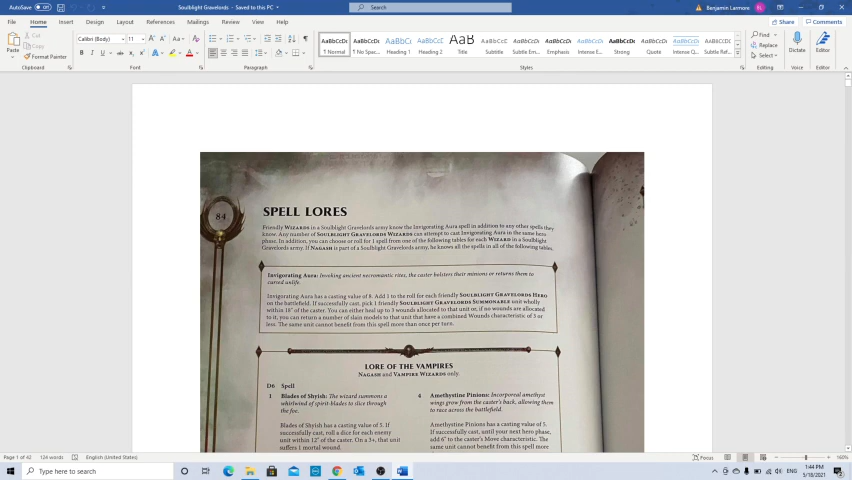 AutoSave Off
Soulblight Gravelords - Saved to this PC
Search
Benjamin Larmore
File Home Insert Design Layout References Mailings Review View Help
Share Comments
Paste
Cut
Copy
Format Painter
Clipboard
Calibri (Body) 11
Font
Paragraph
Normal
No Spac...
Heading 1
Heading 2
Subtitle
Subtle Em...
Emphasis
Intense E...
Strong
Quote
Intense Q...
Subtle Ref...
Styles
Find
Replace
Select
Editing
Dictate
Voice
Editor
Editor
84
SPELL LORES
Friendly WIZARDS in a Soulblight Gravelords army know the Invigorating Aura spell in addition to any other spells they
know. Any number of SOULBLIGHT GRAVELORDS WIZARDS can attempt to cast Invigorating Aura in the same hero
phase. In addition, you can choose or roll for 1 spell from one of the following tables for each WIZARD in a Soulblight
Gravelords army. If NAGASH is part of a Soulblight Gravelords army, he knows all the spells in all of the following tables.
Invigorating Aura: Invoking ancient necromantic rites, the caster bolsters their minions or returns them to
cursed unlife.
Invigorating Aura has a casting value of 8. Add 1 to the roll for each friendly SOULBLIGHT GRAVELORDS HERO
on the battlefield. If successfully cast, pick 1 friendly SOULBLIGHT GRAVELORDS SUMMONABLE unit wholly
within 18" of the caster. You can either heal up to 3 wounds allocated to that unit or, if no wounds are allocated
to it, you can return a number of slain models to that unit that have a combined Wounds characteristic of 3 or
less. The same unit cannot benefit from this spell more than once per turn.
LORE OF THE VAMPIRES
NAGASH and VAMPIRE WIZARDS only.
D6 Spell
1 Blades of Shyish: The wizard summons a
whirlwind of spirit-blades to slice through
the foe.
Blades of Shyish has a casting value of 5. If
successfully cast, roll a dice for each enemy
unit within 12" of the caster. On a 3+, that unit
suffers 1 mortal wound.
4 Amethystine Pinions: Incorporeal amethyst
wings grow from the caster's back, allowing them
to race across the battlefield.
Amethystine Pinions has a casting value of 5.
If successfully cast, until your next hero phase,
add 6" to the caster's Move characteristic. The
same unit cannot benefit from this spell more
Page 1 of 42 124 words English (United States)
Focus
160%
Type here to search
ENG
1:44 PM
5/18/2021